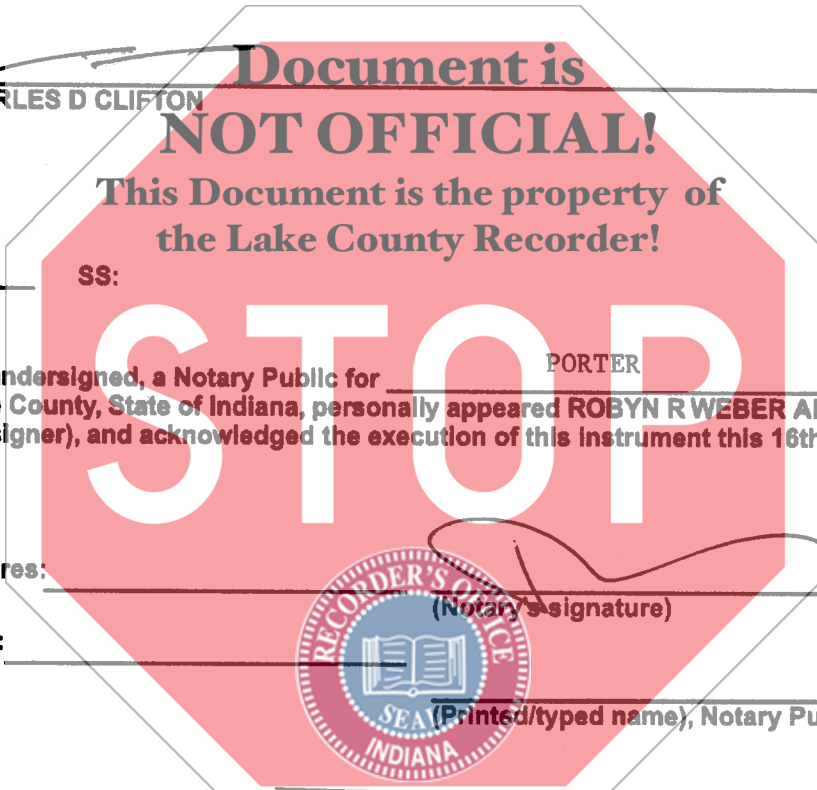 Document is
RLES D CLIFTON
NOT OFFICIAL!
This Document is the property of
the Lake County Recorder!
SS:
STOP
ndersigned, a Notary Public for PORTER
County, State of Indiana, personally appeared ROBYN R WEBER
igner), and acknowledged the execution of this instrument this 16th
res:
(Notary's signature)
:
(Printed/typed name), Notary Pu
RECORDER'S OFFICE
SEAL
INDIANA